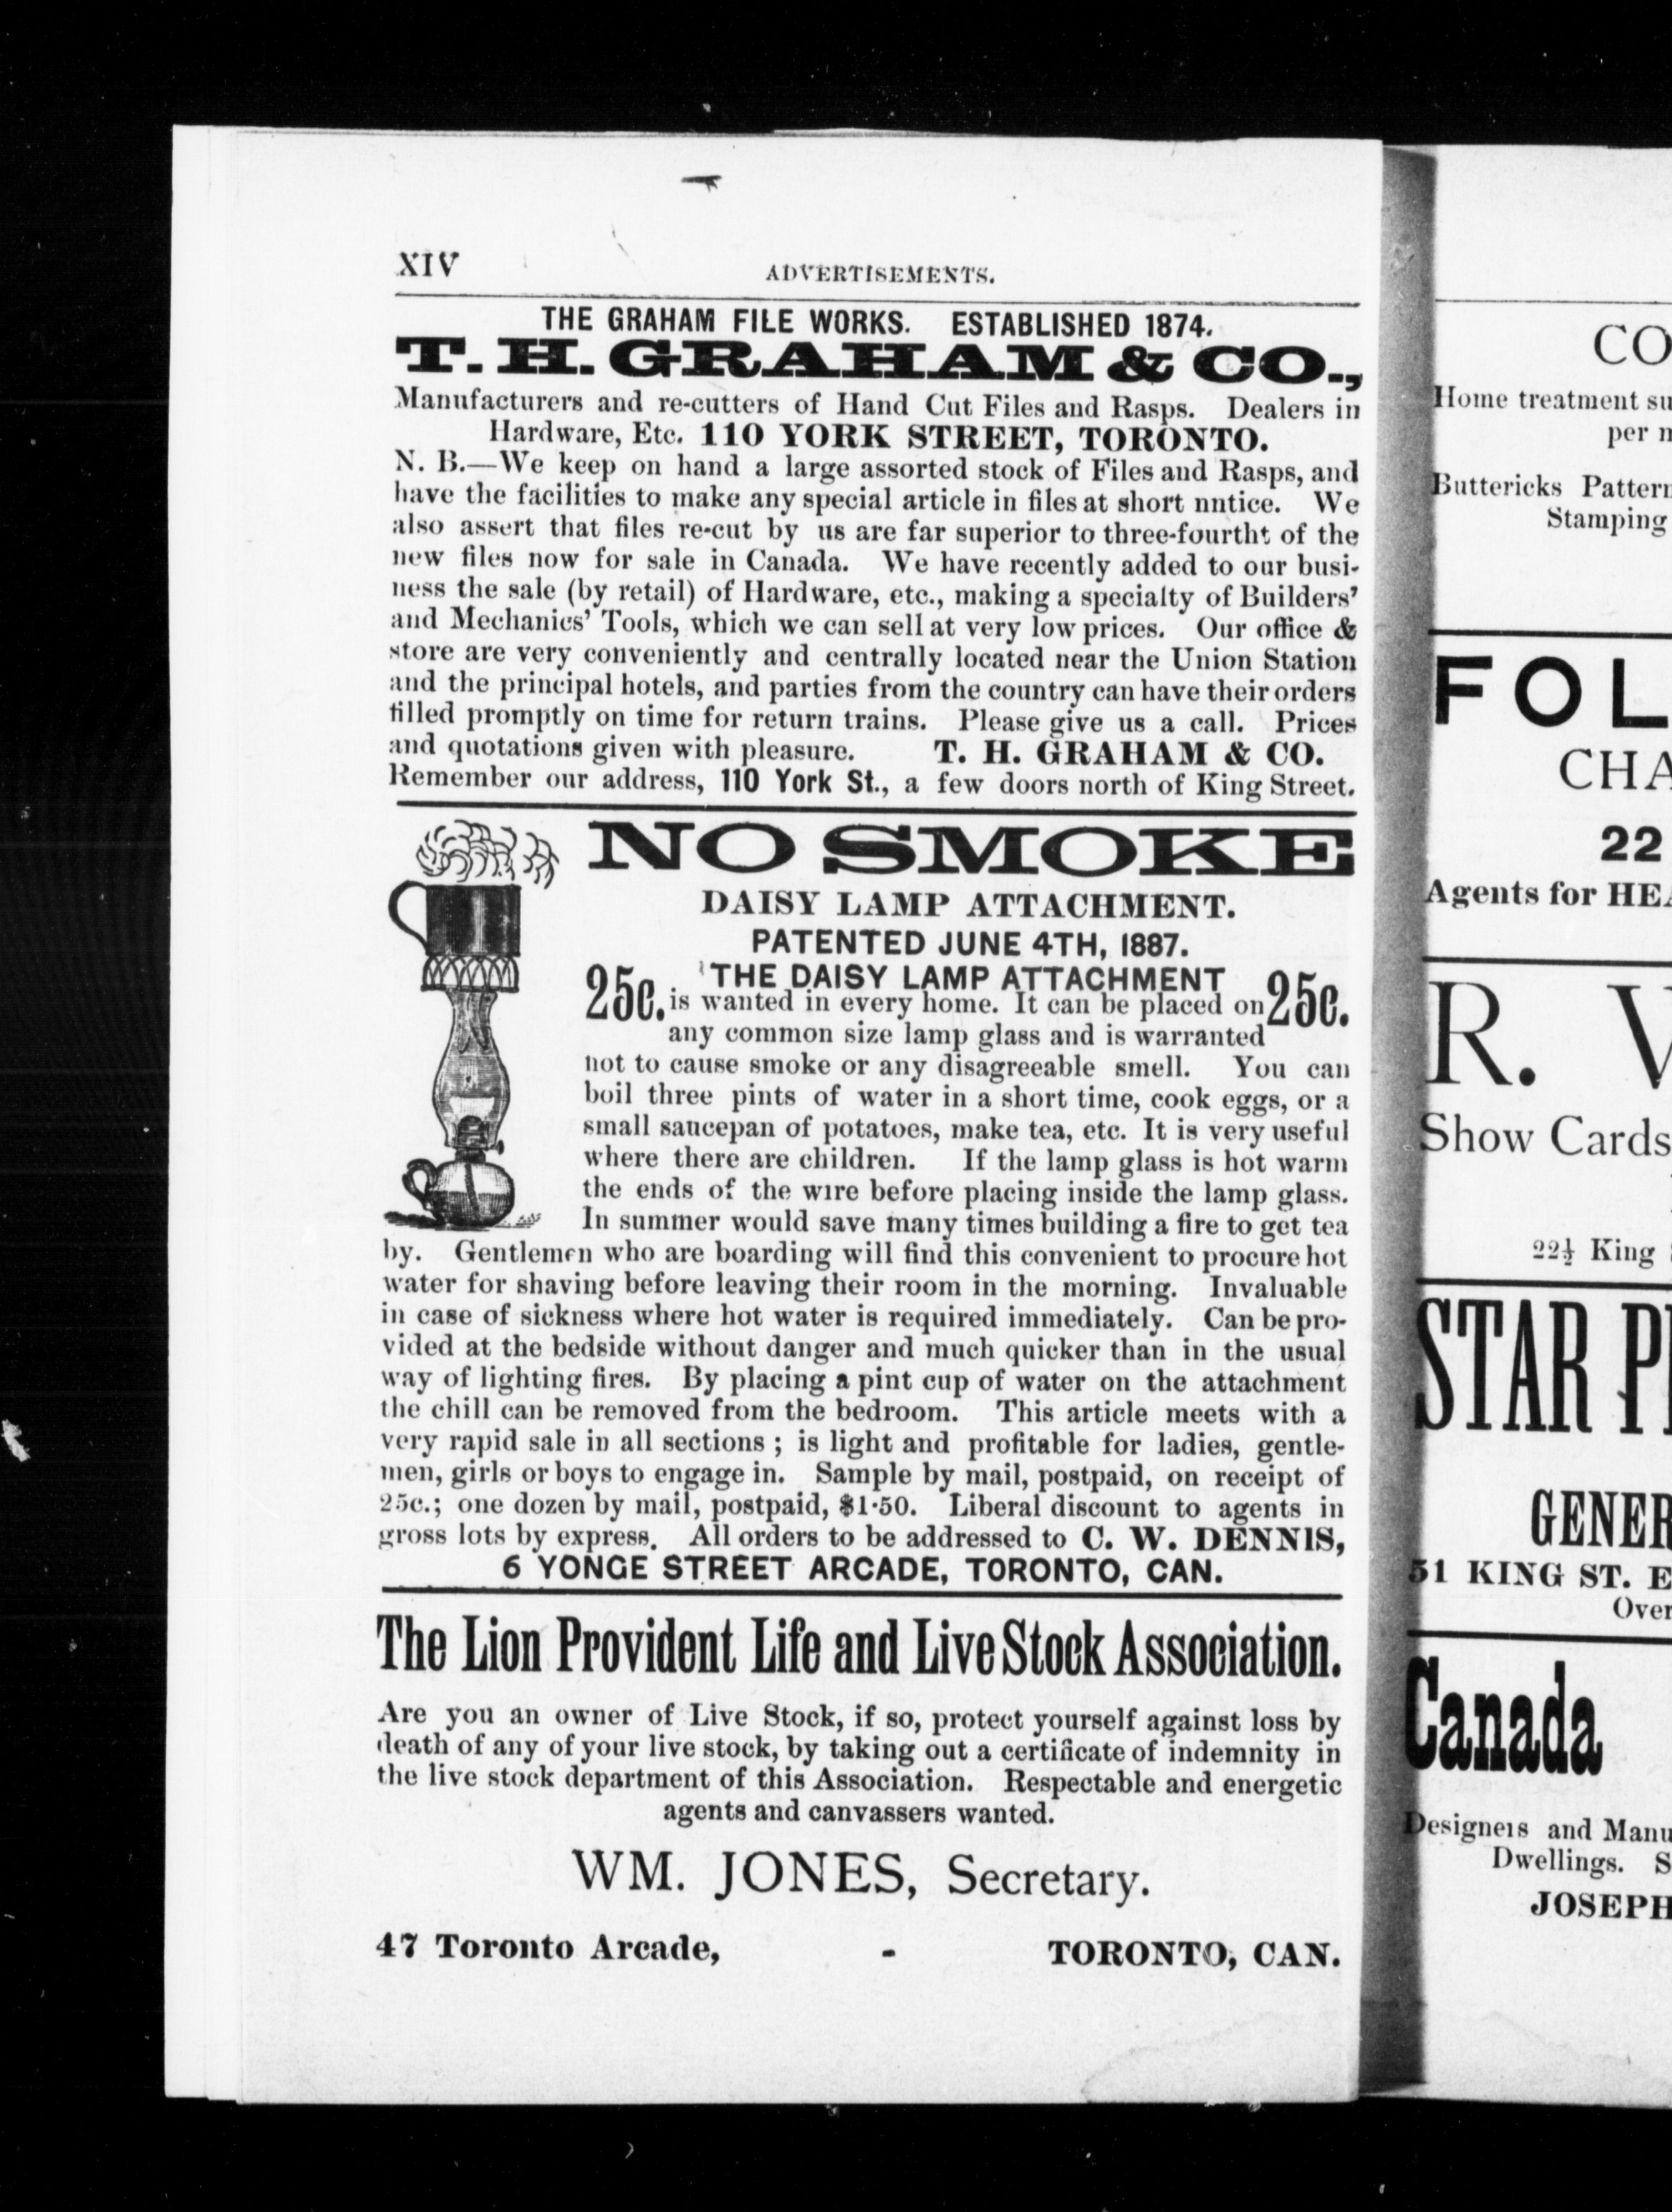 XIV
ADVERTISEMENTS.
THE GRAHAM FILE WORKS. ESTABLISHED 1874.
T. H. GRAHAM & CO.,
Manufacturers and re-cutters of Hand Cut Files and Rasps. Dealers in
Hardware, Etc. 110 YORK STREET, TORONTO.
N. B.—We keep on hand a large assorted stock of Files and Rasps, and
have the facilities to make any special article in files at short nntice. We
also assert that files re-cut by us are far superior to three-fourtht of the
new files now for sale in Canada. We have recently added to our busi-
ness the sale (by retail) of Hardware, etc., making a specialty of Builders'
and Mechanics' Tools, which we can sell at very low prices. Our office &
store are very conveniently and centrally located near the Union Station
and the principal hotels, and parties from the country can have their orders
filled promptly on time for return trains. Please give us a call. Prices
and quotations given with pleasure. T. H. GRAHAM & CO.
Remember our address, 110 York St., a few doors north of King Street.
NO SMOKE
DAISY LAMP ATTACHMENT.
PATENTED JUNE 4TH, 1887.
25c. THE DAISY LAMP ATTACHMENT 25c.
is wanted in every home. It can be placed on
any common size lamp glass and is warranted
not to cause smoke or any disagreeable smell. You can
boil three pints of water in a short time, cook eggs, or a
small saucepan of potatoes, make tea, etc. It is very useful
where there are children. If the lamp glass is hot warm
the ends of the wire before placing inside the lamp glass.
In summer would save many times building a fire to get tea
by. Gentlemen who are boarding will find this convenient to procure hot
water for shaving before leaving their room in the morning. Invaluable
in case of sickness where hot water is required immediately. Can be pro-
vided at the bedside without danger and much quicker than in the usual
way of lighting fires. By placing a pint cup of water on the attachment
the chill can be removed from the bedroom. This article meets with a
very rapid sale in all sections ; is light and profitable for ladies, gentle-
men, girls or boys to engage in. Sample by mail, postpaid, on receipt of
25c.; one dozen by mail, postpaid, $1·50. Liberal discount to agents in
gross lots by express. All orders to be addressed to C. W. DENNIS,
6 YONGE STREET ARCADE, TORONTO, CAN.
The Lion Provident Life and Live Stock Association.
Are you an owner of Live Stock, if so, protect yourself against loss by
death of any of your live stock, by taking out a certificate of indemnity in
the live stock department of this Association. Respectable and energetic
agents and canvassers wanted.
WM. JONES, Secretary.
47 Toronto Arcade, - TORONTO, CAN.
CO
Home treatment su
per m
Buttericks Pattern
Stamping
FOL
CHA
22
Agents for HEA
R. V
Show Cards
22½ King
STAR P
GENER
51 KING ST. E
Over
Canada
Designers and Manu
Dwellings. S
JOSEPH